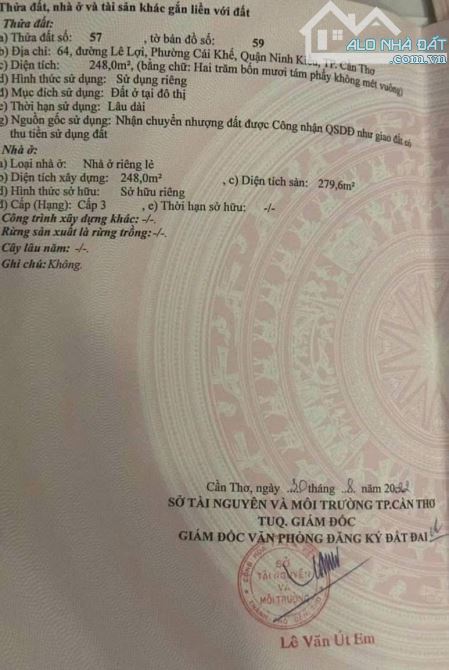 Thửa đất, nhà ở và tài sản khác gắn liền với đất
Thửa đất:
a) Thửa đất số: 57 , tờ bản đồ số: 59
b) Địa chỉ: 64, đường Lê Lợi, Phường Cái Khế, Quận Ninh Kiều, TP. Cần Thơ
c) Diện tích: 248,0m², (bằng chữ: Hai trăm bốn mươi tám phẩy không mét vuông)
d) Hình thức sử dụng: Sử dụng riêng
đ) Mục đích sử dụng: Đất ở tại đô thị
e) Thời hạn sử dụng: Lâu dài
g) Nguồn gốc sử dụng: Nhận chuyển nhượng đất được Công nhận QSDĐ như giao đất có
thu tiền sử dụng đất
Nhà ở:
a) Loại nhà ở: Nhà ở riêng lẻ
b) Diện tích xây dựng: 248,0m² , c) Diện tích sàn: 279,6m²
d) Hình thức sở hữu: Sở hữu riêng
đ) Cấp (Hạng): Cấp 3 , e) Thời hạn sở hữu: -/-
Công trình xây dựng khác: -/-.
Rừng sản xuất là rừng trồng: -/-.
Cây lâu năm: -/-.
Ghi chú: Không.
ALO NHÀ ĐẤT
.com.vn
Cần Thơ, ngày ..30 tháng ..8. năm 20
SỞ TÀI NGUYÊN VÀ MÔI TRƯỜNG TP.CẦN THƠ
TUQ. GIÁM ĐỐC
GIÁM ĐỐC VĂN PHÒNG ĐĂNG KÝ ĐẤT ĐAI
SỞ
TÀI NGUYÊN
VÀ
MÔI TRƯỜNG
Lê Văn Út Em